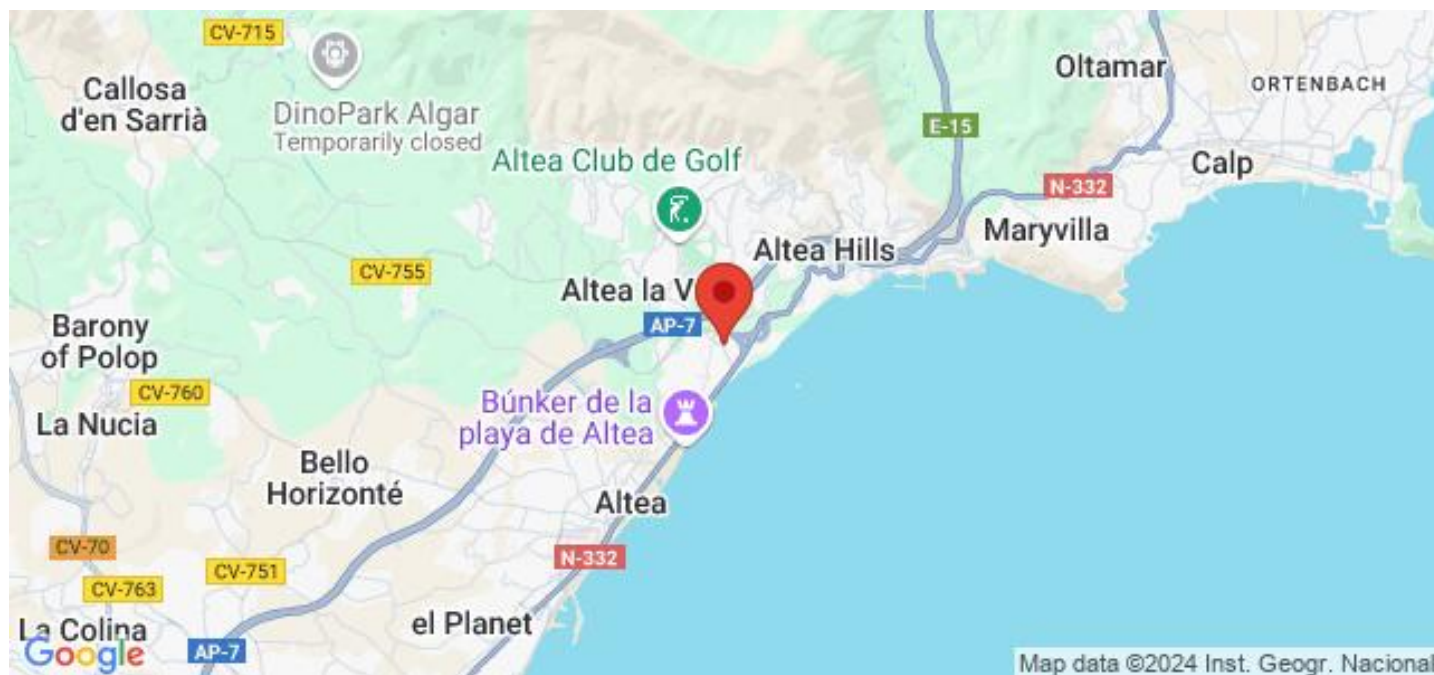 CV-715
Callosa
d'en Sarrià
DinoPark Algar
Temporarily closed
Oltamar
ORTENBACH
E-15
Altea Club de Golf
Calp
N-332
Maryvilla
Altea Hills
CV-755
Altea la V
AP-7
Barony
of Polop
CV-760
La Nucia
Búnker de la
playa de Altea
Bello
Horizonté
Altea
CV-70
N-332
CV-751
CV-763
el Planet
La Colina
AP-7
Google
Map data ©2024 Inst. Geogr. Nacional